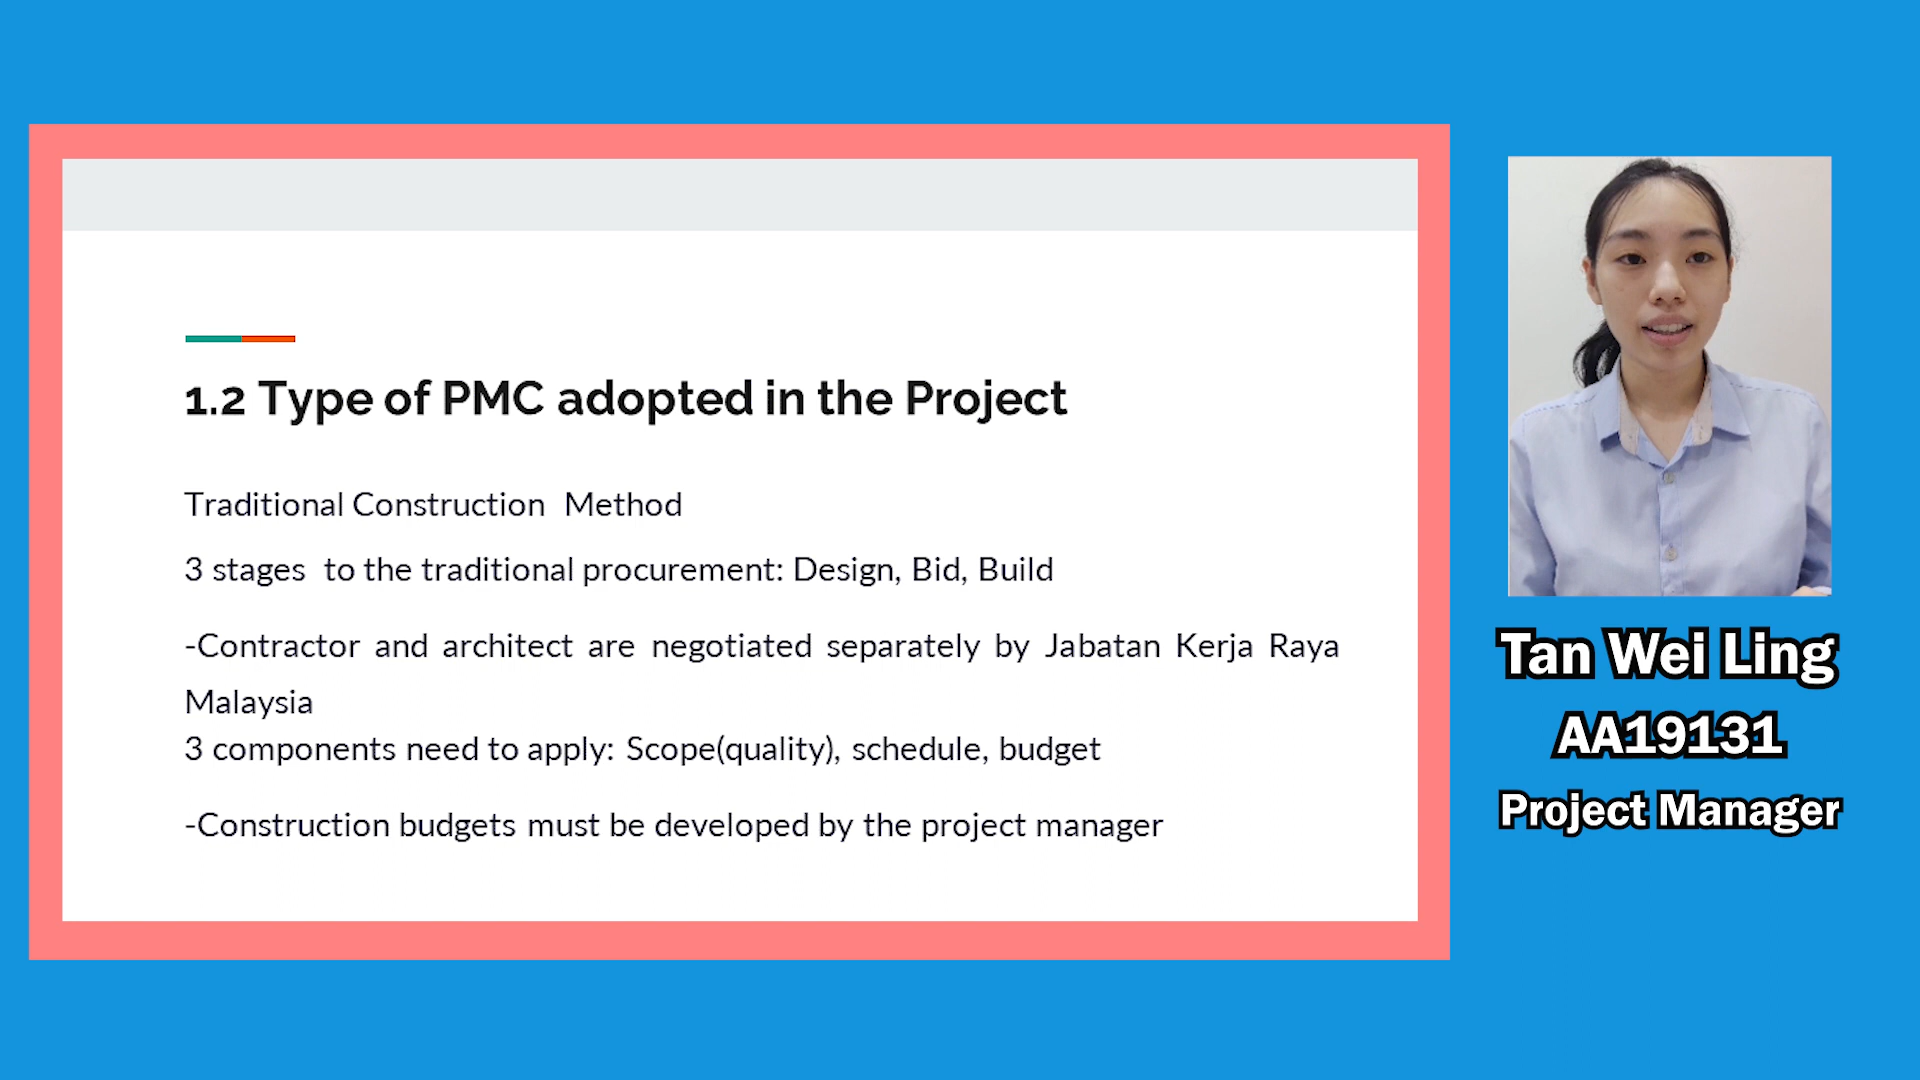 1.2 Type of PMC adopted in the Project
Traditional Construction Method
3 stages to the traditional procurement: Design, Bid, Build
-Contractor and architect are negotiated separately by Jabatan Kerja Raya
Malaysia
3 components need to apply: Scope(quality), schedule, budget
-Construction budgets must be developed by the project manager
Tan Wei Ling
AA19131
Project Manager